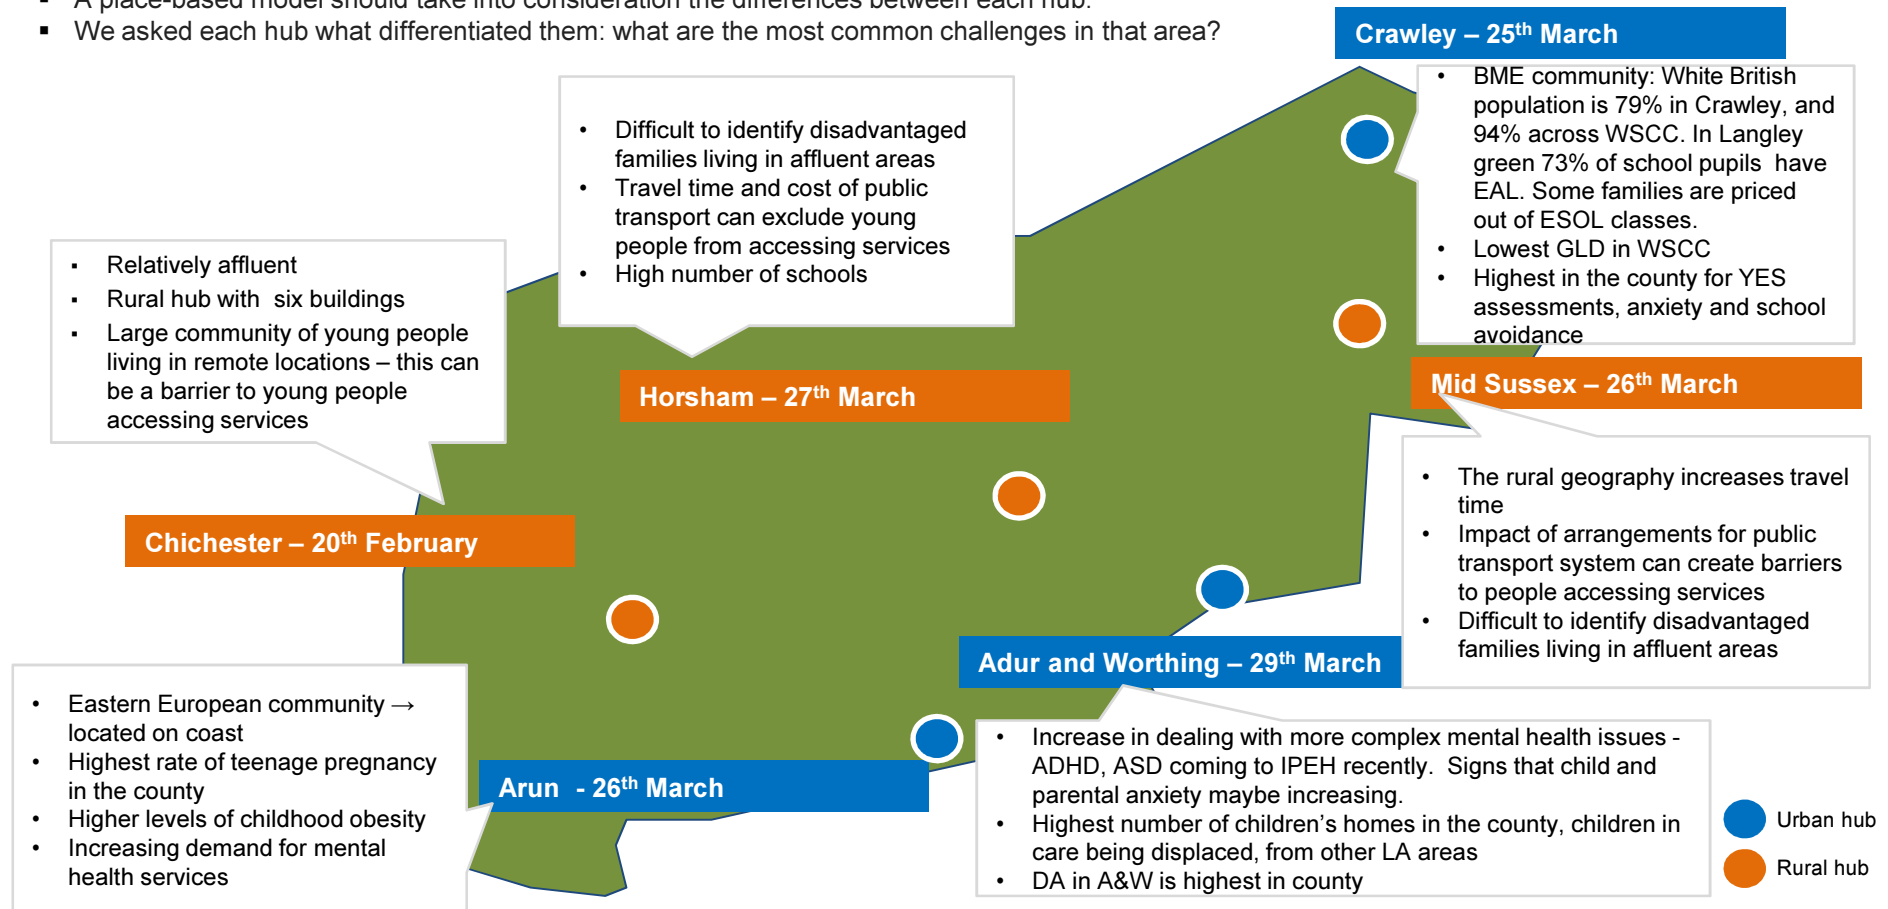 - A place-based model should take into consideration the differences between each hub.
▪ We asked each hub what differentiated them: what are the most common challenges in that area?
Crawley – 25th March
• BME community: White British
population is 79% in Crawley, and
94% across WSCC. In Langley
green 73% of school pupils have
EAL. Some families are priced
out of ESOL classes.
• Lowest GLD in WSCC
• Highest in the county for YES
assessments, anxiety and school
avoidance
• Difficult to identify disadvantaged
families living in affluent areas
• Travel time and cost of public
transport can exclude young
people from accessing services
• High number of schools
Horsham – 27th March
▪ Relatively affluent
▪ Rural hub with six buildings
▪ Large community of young people
living in remote locations – this can
be a barrier to young people
accessing services
Chichester – 20th February
Mid Sussex – 26th March
• The rural geography increases travel
time
• Impact of arrangements for public
transport system can create barriers
to people accessing services
• Difficult to identify disadvantaged
families living in affluent areas
Adur and Worthing – 29th March
• Increase in dealing with more complex mental health issues -
ADHD, ASD coming to IPEH recently. Signs that child and
parental anxiety maybe increasing.
• Highest number of children’s homes in the county, children in
care being displaced, from other LA areas
• DA in A&W is highest in county
• Eastern European community →
located on coast
• Highest rate of teenage pregnancy
in the county
• Higher levels of childhood obesity
• Increasing demand for mental
health services
Arun - 26th March
Urban hub
Rural hub